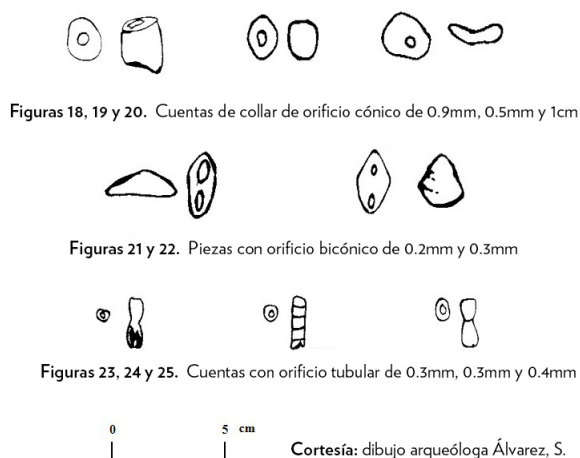 Figuras 18, 19 y 20. Cuentas de collar de orificio cónico de 0.9mm, 0.5mm y 1cm
Figuras 21 y 22. Piezas con orificio bicónico de 0.2mm y 0.3mm
Figuras 23, 24 y 25. Cuentas con orificio tubular de 0.3mm, 0.3mm y 0.4mm
0 5 cm
Cortesía: dibujo arqueóloga Álvarez, S.